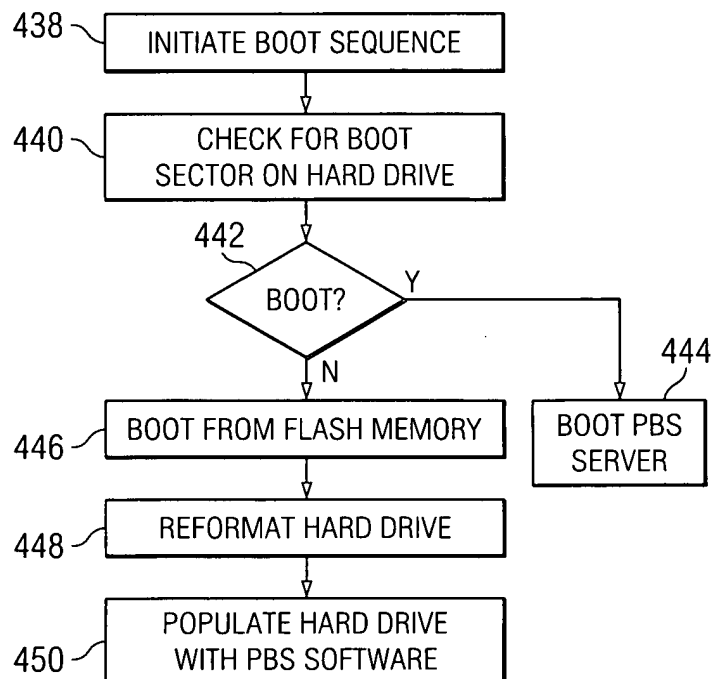 438
INITIATE BOOT SEQUENCE
440
CHECK FOR BOOT
SECTOR ON HARD DRIVE
442
BOOT?
Y
N
444
BOOT PBS
SERVER
446
BOOT FROM FLASH MEMORY
448
REFORMAT HARD DRIVE
450
POPULATE HARD DRIVE
WITH PBS SOFTWARE